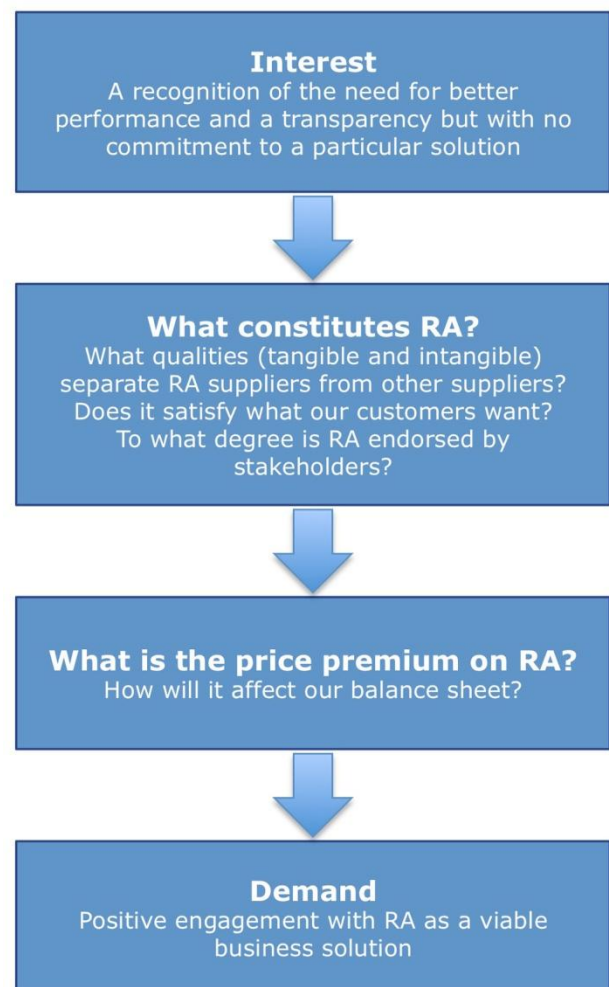 Interest
A recognition of the need for better
performance and a transparency but with no
commitment to a particular solution
What constitutes RA?
What qualities (tangible and intangible)
separate RA suppliers from other suppliers?
Does it satisfy what our customers want?
To what degree is RA endorsed by
stakeholders?
What is the price premium on RA?
How will it affect our balance sheet?
Demand
Positive engagement with RA as a viable
business solution